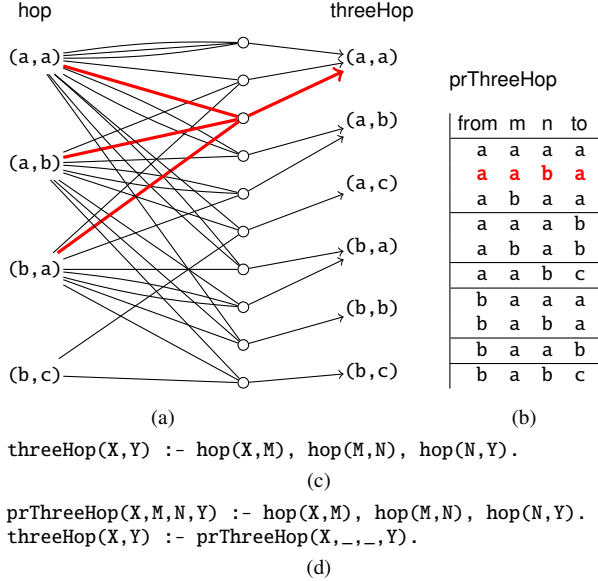 hop
threeHop
(a,a)
(a,b)
(b,a)
(b,c)
(a,a)
(a,b)
(a,c)
(b,a)
(b,b)
(b,c)
(a)
prThreeHop
from m n to
a a a a
a a b a
a b a a
a a a b
a b a b
a a b c
b a a a
b a b a
b a a b
b a b c
(b)
threeHop(X,Y) :- hop(X,M), hop(M,N), hop(N,Y).
(c)
prThreeHop(X,M,N,Y) :- hop(X,M), hop(M,N), hop(N,Y).
threeHop(X,Y) :- prThreeHop(X,_,_,Y).
(d)